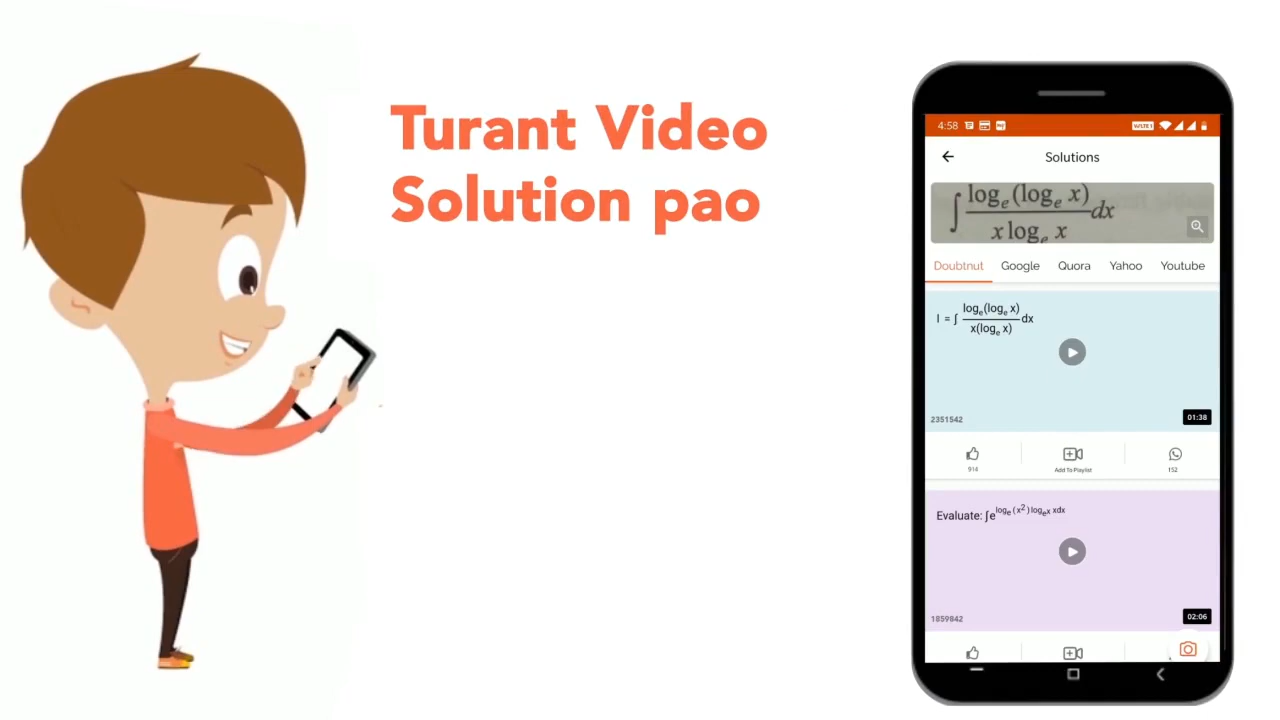 Turant Video
Solution pao
4:58
VoLTE1
Solutions
∫ logₑ(logₑ x) / x logₑ x dx
Doubtnut Google Quora Yahoo Youtube
I = ∫ logₑ(logₑ x) / x(logₑ x) dx
2351542 01:38
914 Add To Playlist 152
Evaluate: ∫e^logₑ(x²)logₑx xdx
1859842 02:06